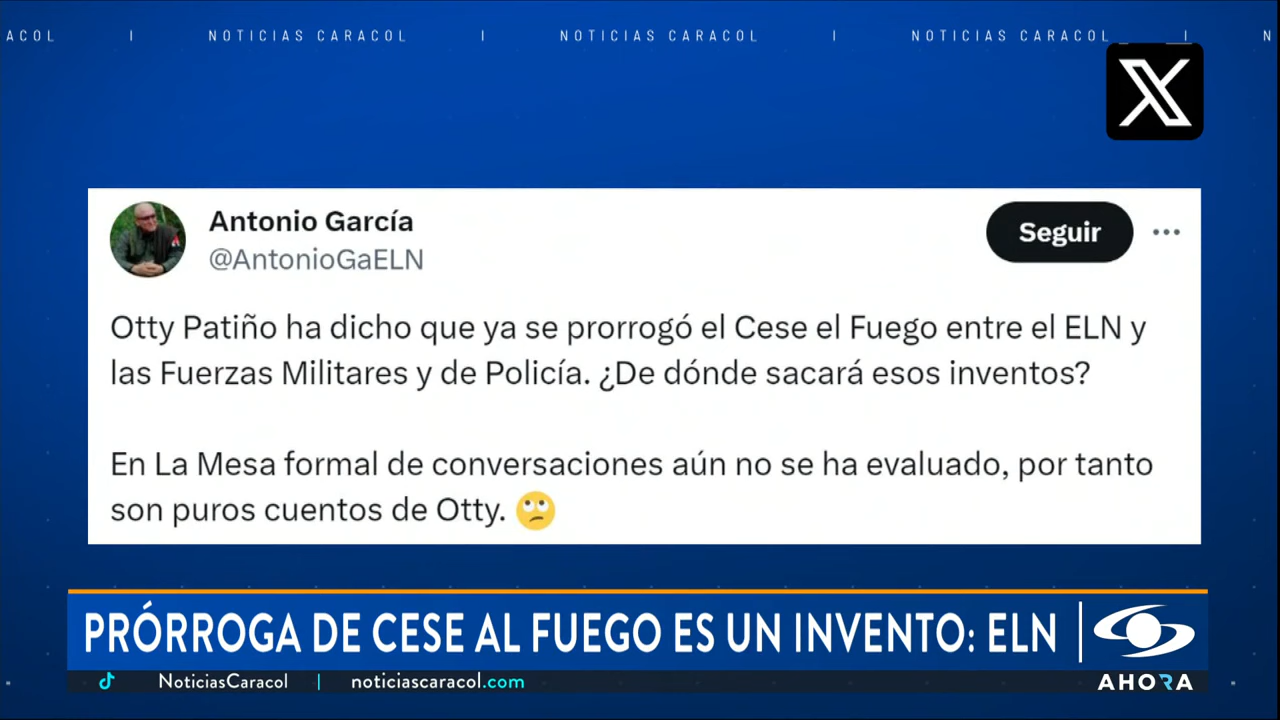 ACOL | NOTICIAS CARACOL | NOTICIAS CARACOL | NOTICIAS CARACOL | N
X
Antonio García
@AntonioGaELN
Seguir
Otty Patiño ha dicho que ya se prorrogó el Cese el Fuego entre el ELN y
las Fuerzas Militares y de Policía. ¿De dónde sacará esos inventos?
En La Mesa formal de conversaciones aún no se ha evaluado, por tanto
son puros cuentos de Otty. 🙄
PRÓRROGA DE CESE AL FUEGO ES UN INVENTO: ELN
NoticiasCaracol | noticiascaracol.com
AHORA